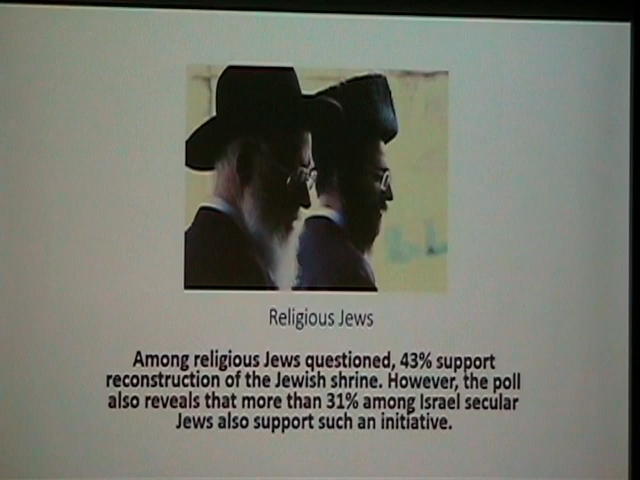 Religious Jews
Among religious Jews questioned, 43% support
reconstruction of the Jewish shrine. However, the poll
also reveals that more than 31% among Israel secular
Jews also support such an initiative.